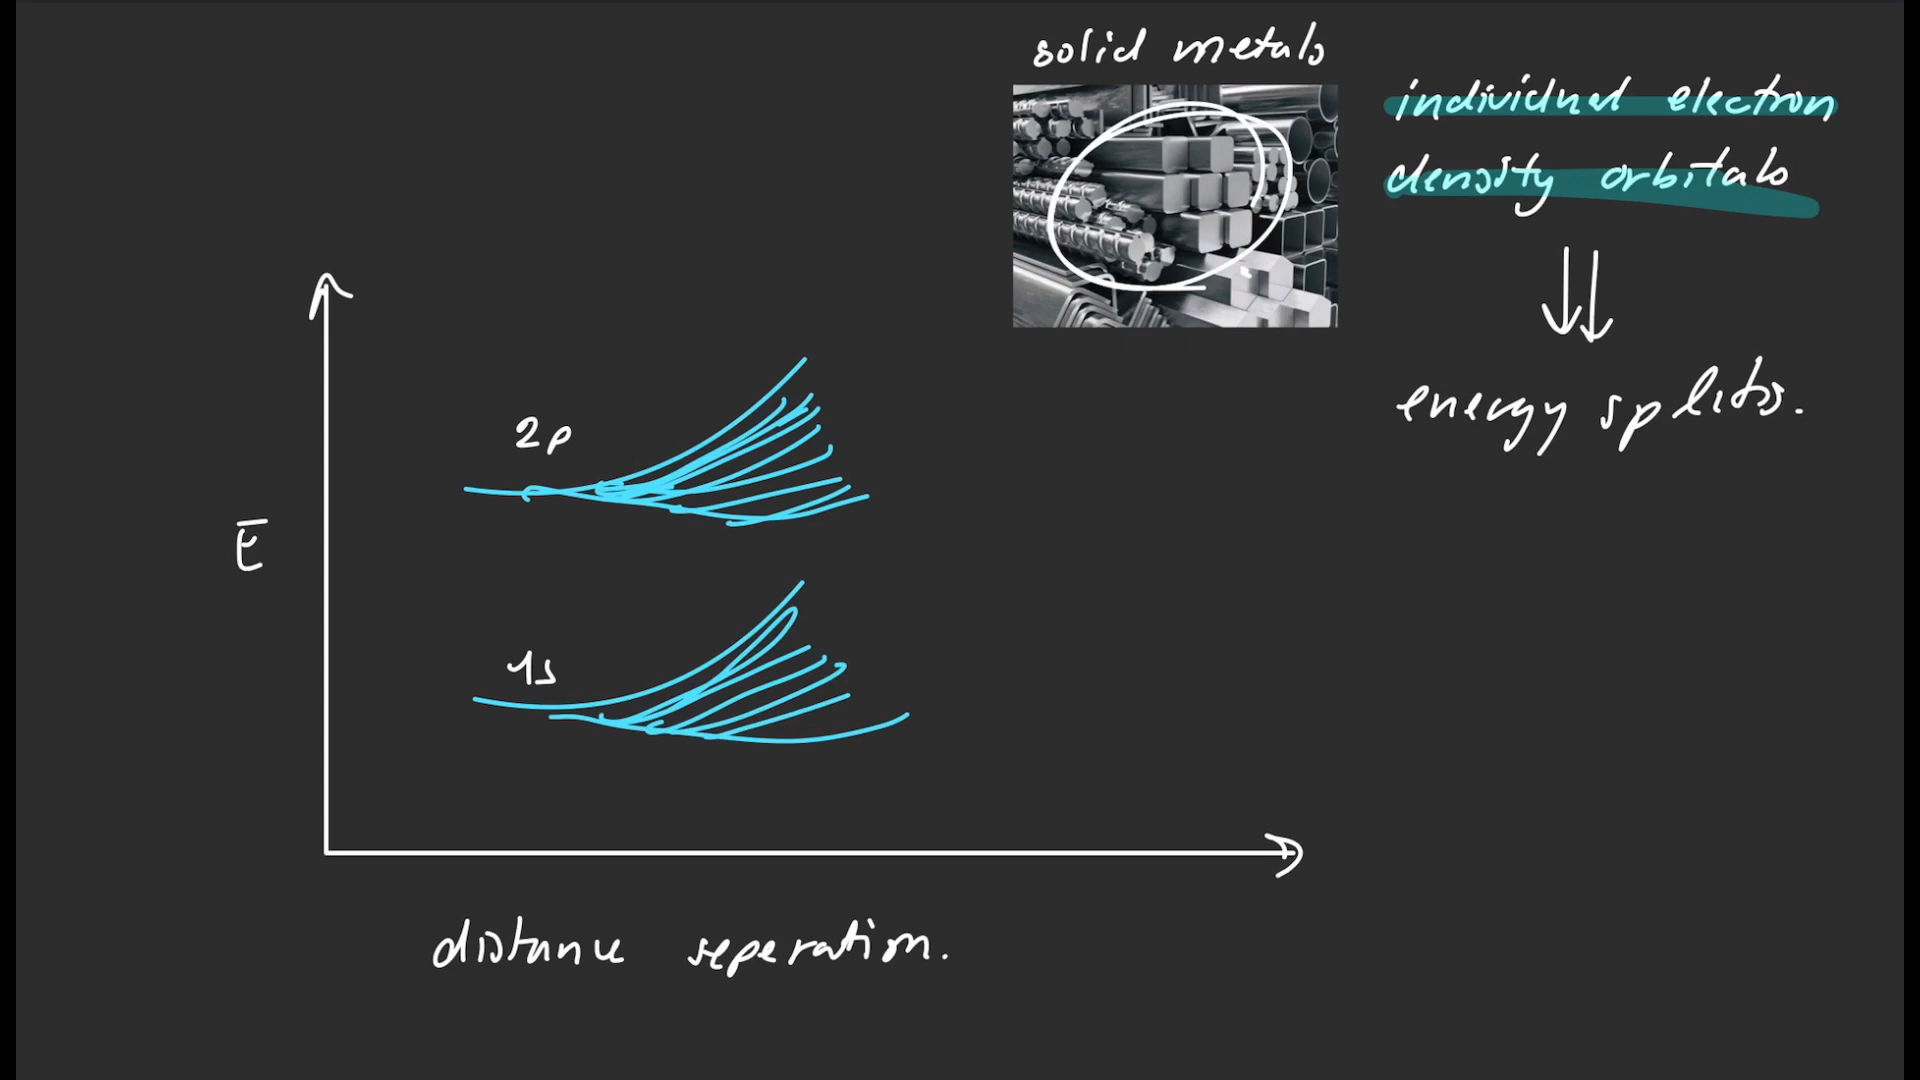 solid metals
individual electron
density orbitals
energy splits.
2p
E
1s
distance seperation.